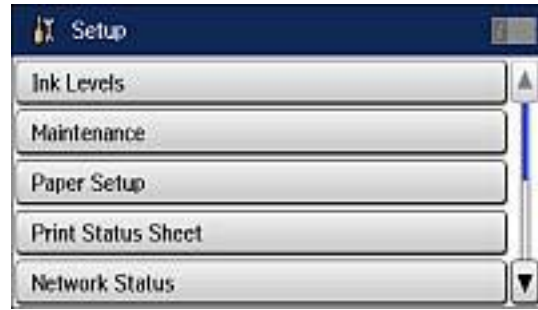 Setup
Ink Levels
Maintenance
Paper Setup
Print Status Sheet
Network Status